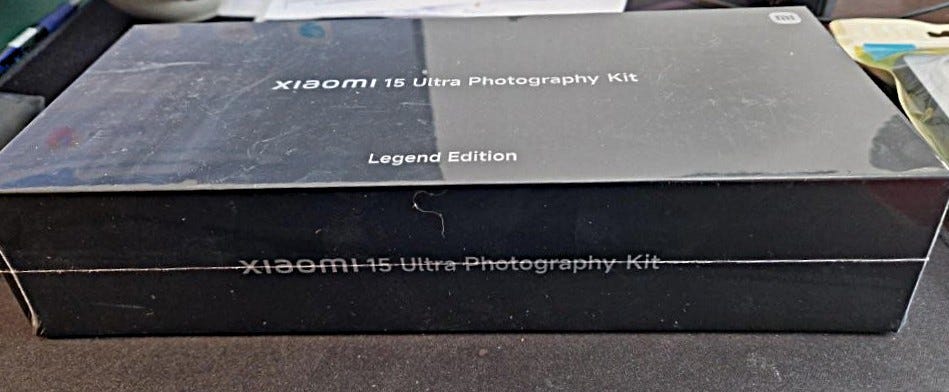 xiaomi 15 Ultra Photography Kit
Legend Edition
xiaomi 15 Ultra Photography Kit